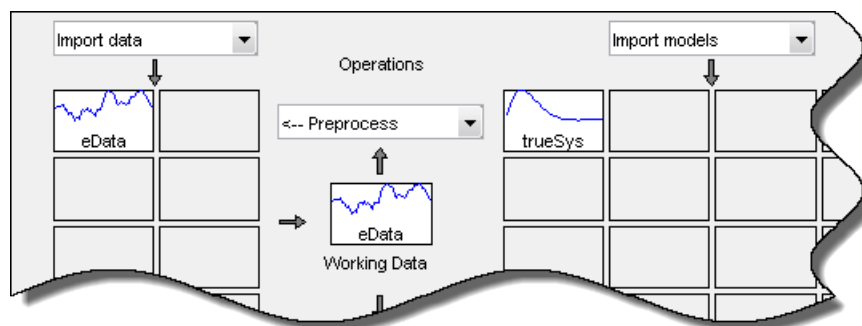 Import data
Import models
Operations
<-- Preprocess
eData
trueSys
eData
Working Data